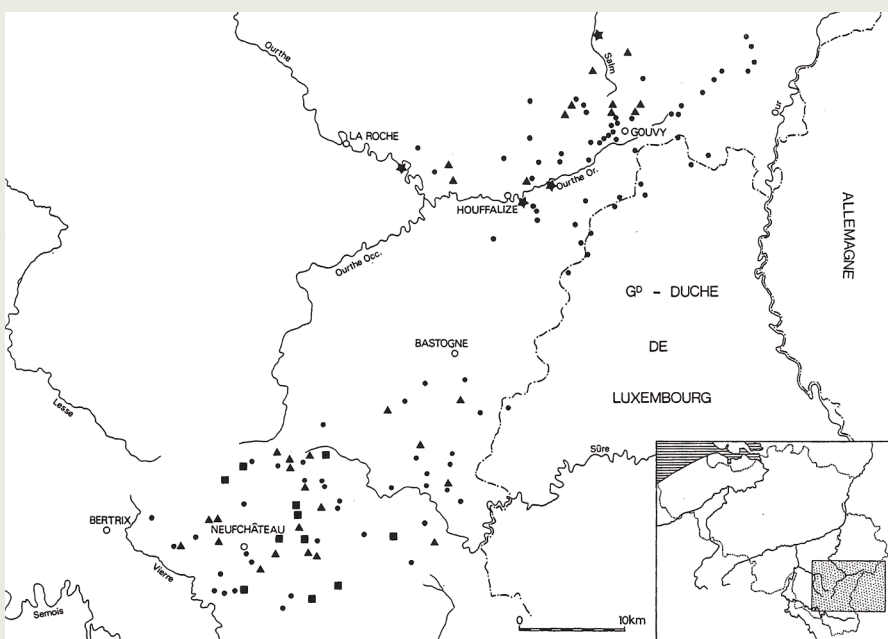 Ourthe
Salm
Our
LA ROCHE
GOUVY
Ourthe Or.
HOUFFALIZE
ALLEMAGNE
Ourthe Occ.
GD - DUCHE
DE
LUXEMBOURG
BASTOGNE
Lesse
Sûre
BERTRIX
NEUFCHÂTEAU
Vierre
Semois
10km
0